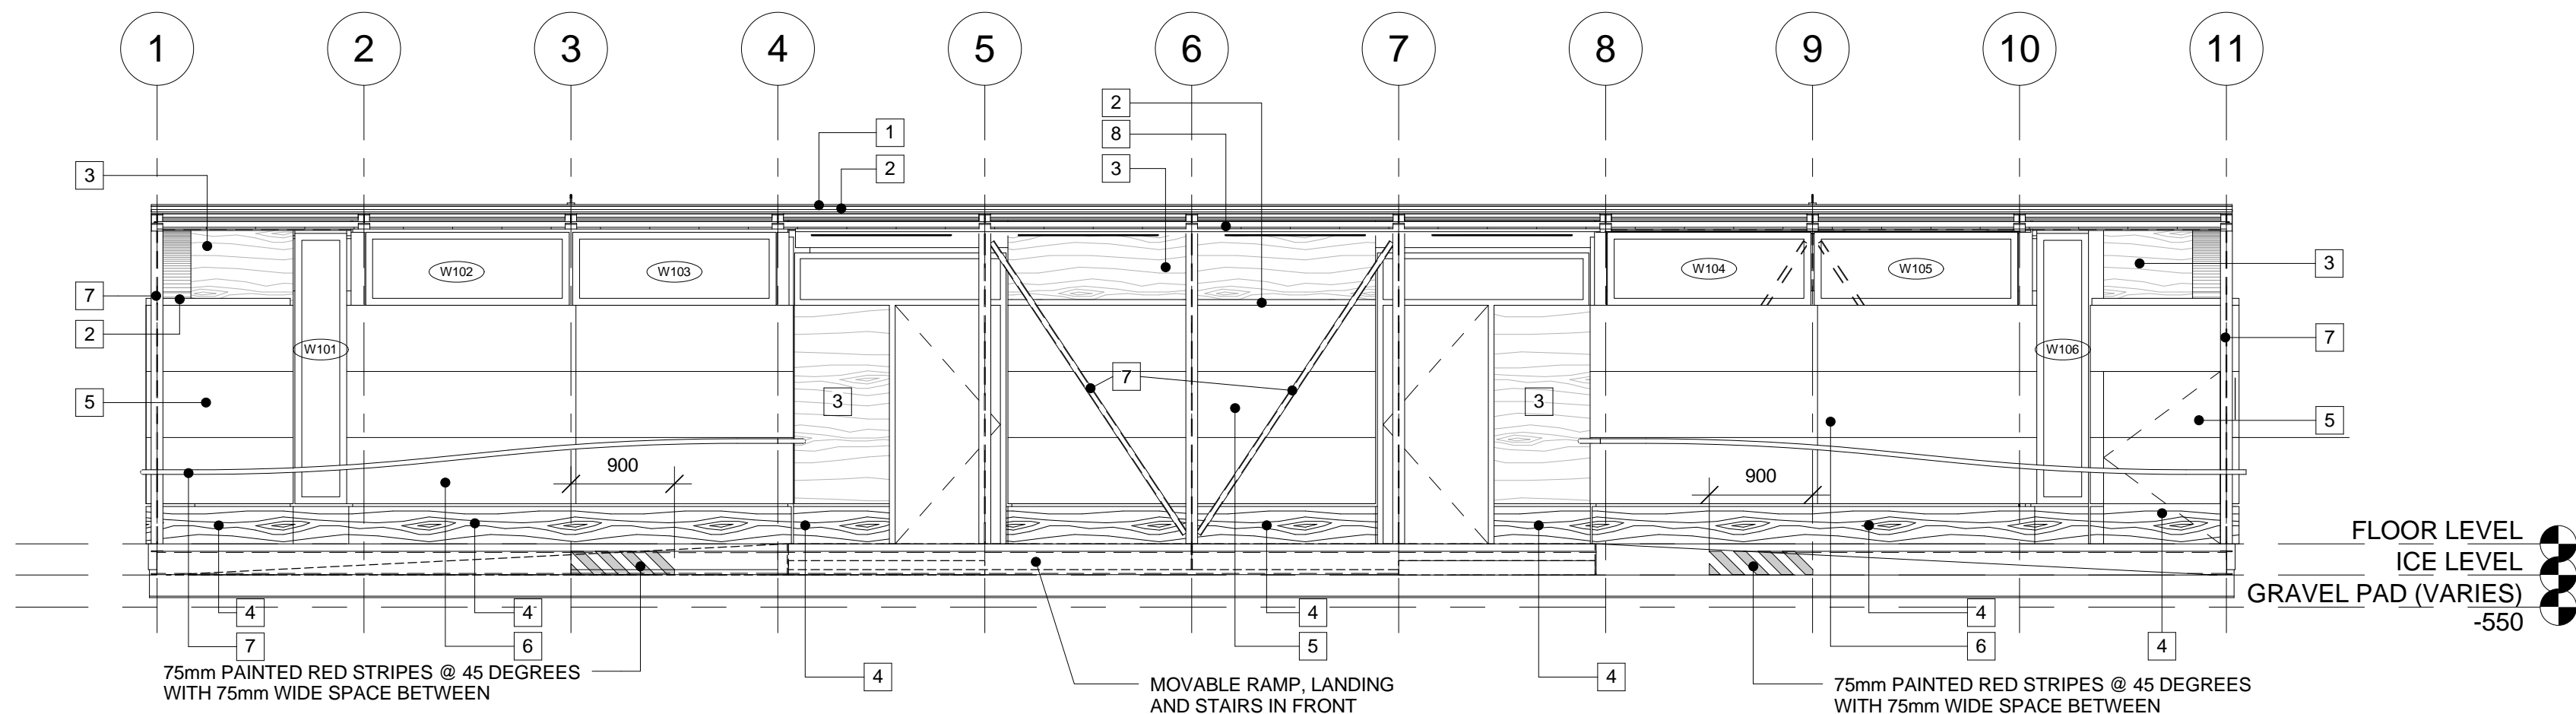 1 2 3 4 5 6 7 8 9 10 11
2
1
8
3
2
3
3
W102
W103
W104
W105
3
7
2
W101
W106
7
7
5
3
3
5
900
900
FLOOR LEVEL
ICE LEVEL
GRAVEL PAD (VARIES)
-550
4
4
4
4
7
6
5
6
4
75mm PAINTED RED STRIPES @ 45 DEGREES
WITH 75mm WIDE SPACE BETWEEN
4
MOVABLE RAMP, LANDING
AND STAIRS IN FRONT
4
75mm PAINTED RED STRIPES @ 45 DEGREES
WITH 75mm WIDE SPACE BETWEEN